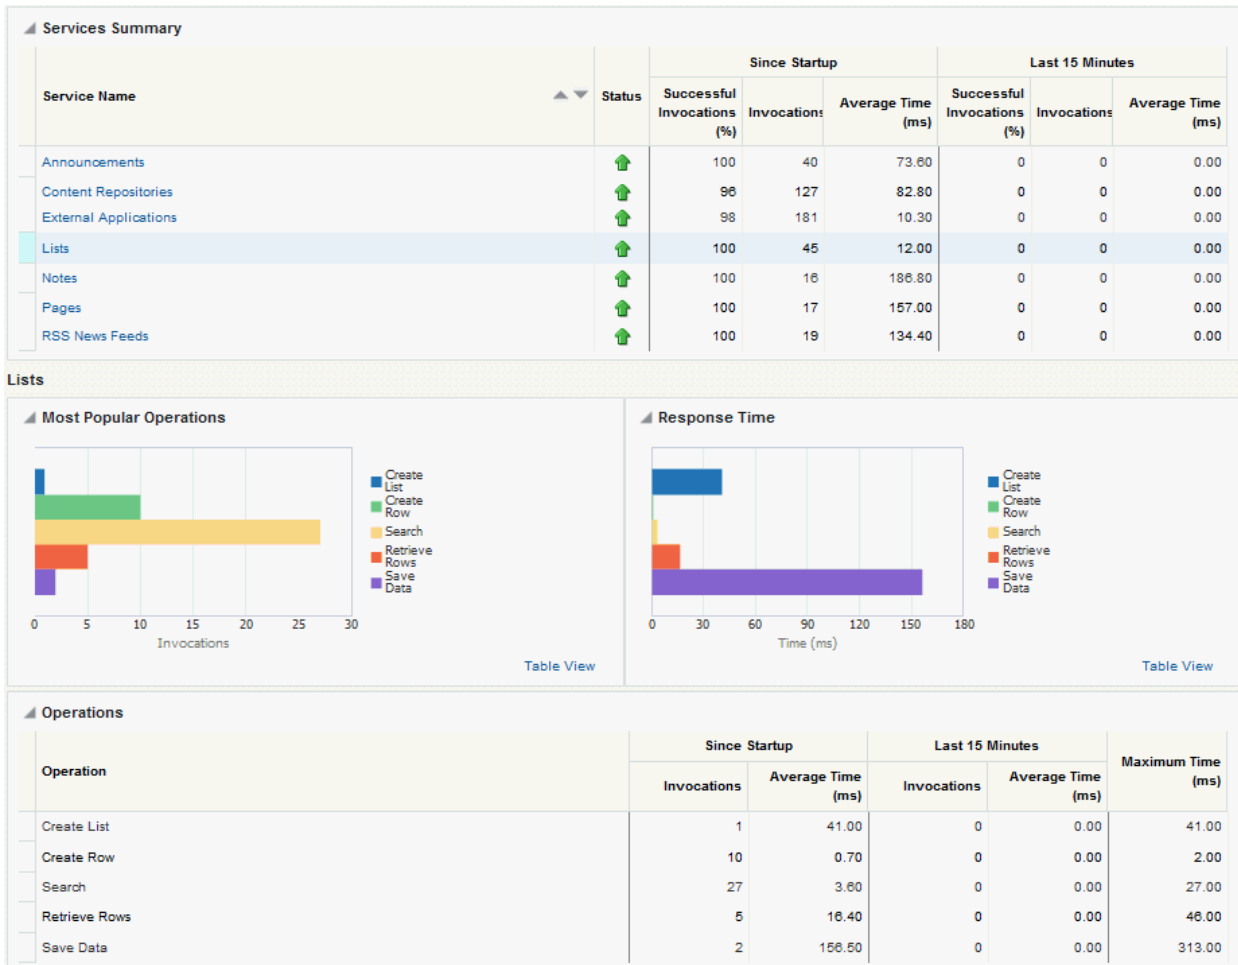 Services Summary
Since Startup Last 15 Minutes
Service Name Status Successful Invocations (%) Invocations Average Time (ms) Successful Invocations (%) Invocations Average Time (ms)
Announcements 100 40 73.60 0 0 0.00
Content Repositories 96 127 82.80 0 0 0.00
External Applications 98 181 10.30 0 0 0.00
Lists 100 45 12.00 0 0 0.00
Notes 100 16 186.80 0 0 0.00
Pages 100 17 157.00 0 0 0.00
RSS News Feeds 100 19 134.40 0 0 0.00
Lists
Most Popular Operations
Create
List
Create
Row
Search
Retrieve
Rows
Save
Data
0 5 10 15 20 25 30
Invocations
Table View
Response Time
Create
List
Create
Row
Search
Retrieve
Rows
Save
Data
0 30 60 90 120 150 180
Time (ms)
Table View
Operations
Since Startup Last 15 Minutes
Operation Invocations Average Time (ms) Invocations Average Time (ms) Maximum Time (ms)
Create List 1 41.00 0 0.00 41.00
Create Row 10 0.70 0 0.00 2.00
Search 27 3.60 0 0.00 27.00
Retrieve Rows 5 16.40 0 0.00 46.00
Save Data 2 156.50 0 0.00 313.00